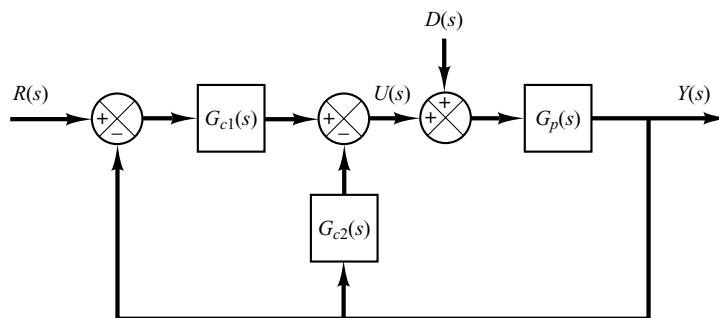 D(s)
R(s)
U(s)
Y(s)
+
–
G_{c1}(s)
+
–
+
+
G_p(s)
G_{c2}(s)